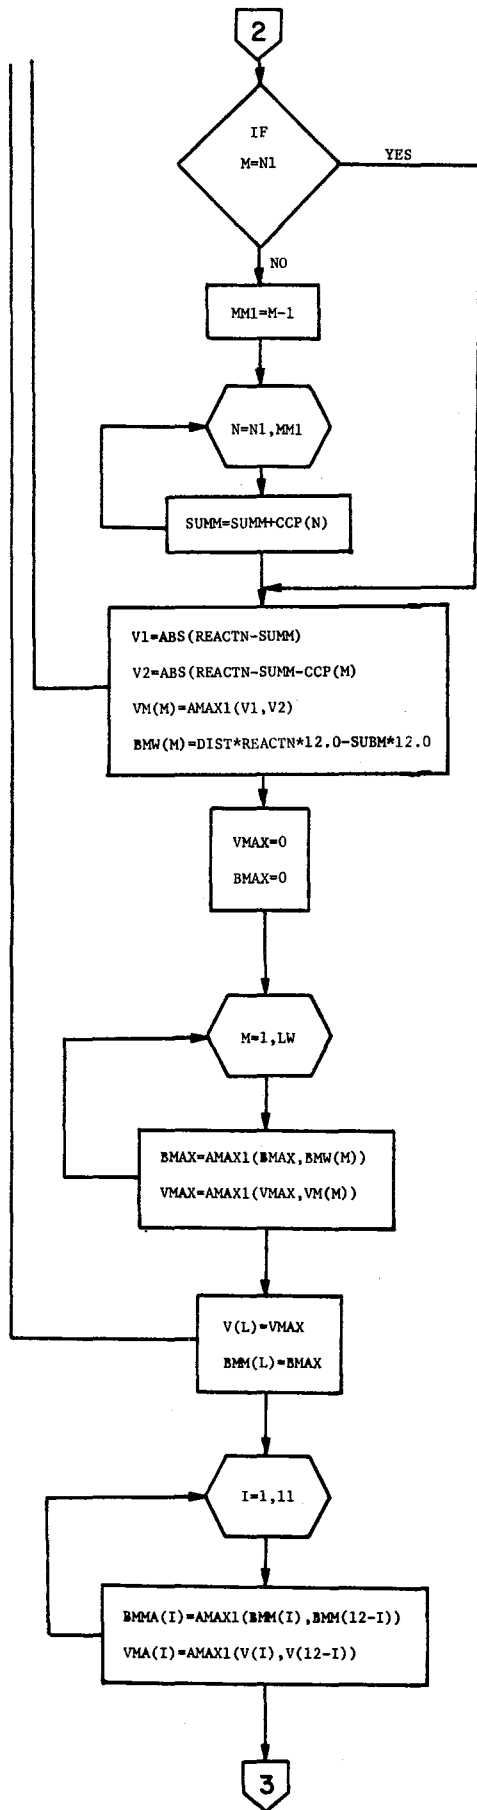 2
IF
M=N1
YES
NO
MM1=M-1
N=N1,MM1
SUMM=SUMM+CCP(N)
V1=ABS(REACTN-SUMM)
V2=ABS(REACTN-SUMM-CCP(M)
VM(M)=AMAX1(V1,V2)
BMW(M)=DIST*REACTN*12.0-SUBM*12.0
VMAX=0
BMAX=0
M=1,LW
BMAX=AMAX1(BMAX,BMW(M))
VMAX=AMAX1(VMAX,VM(M))
V(L)=VMAX
BMM(L)=BMAX
I=1,11
BMMA(I)=AMAX1(BMM(I),BMM(12-I))
VMA(I)=AMAX1(V(I),V(12-I))
3